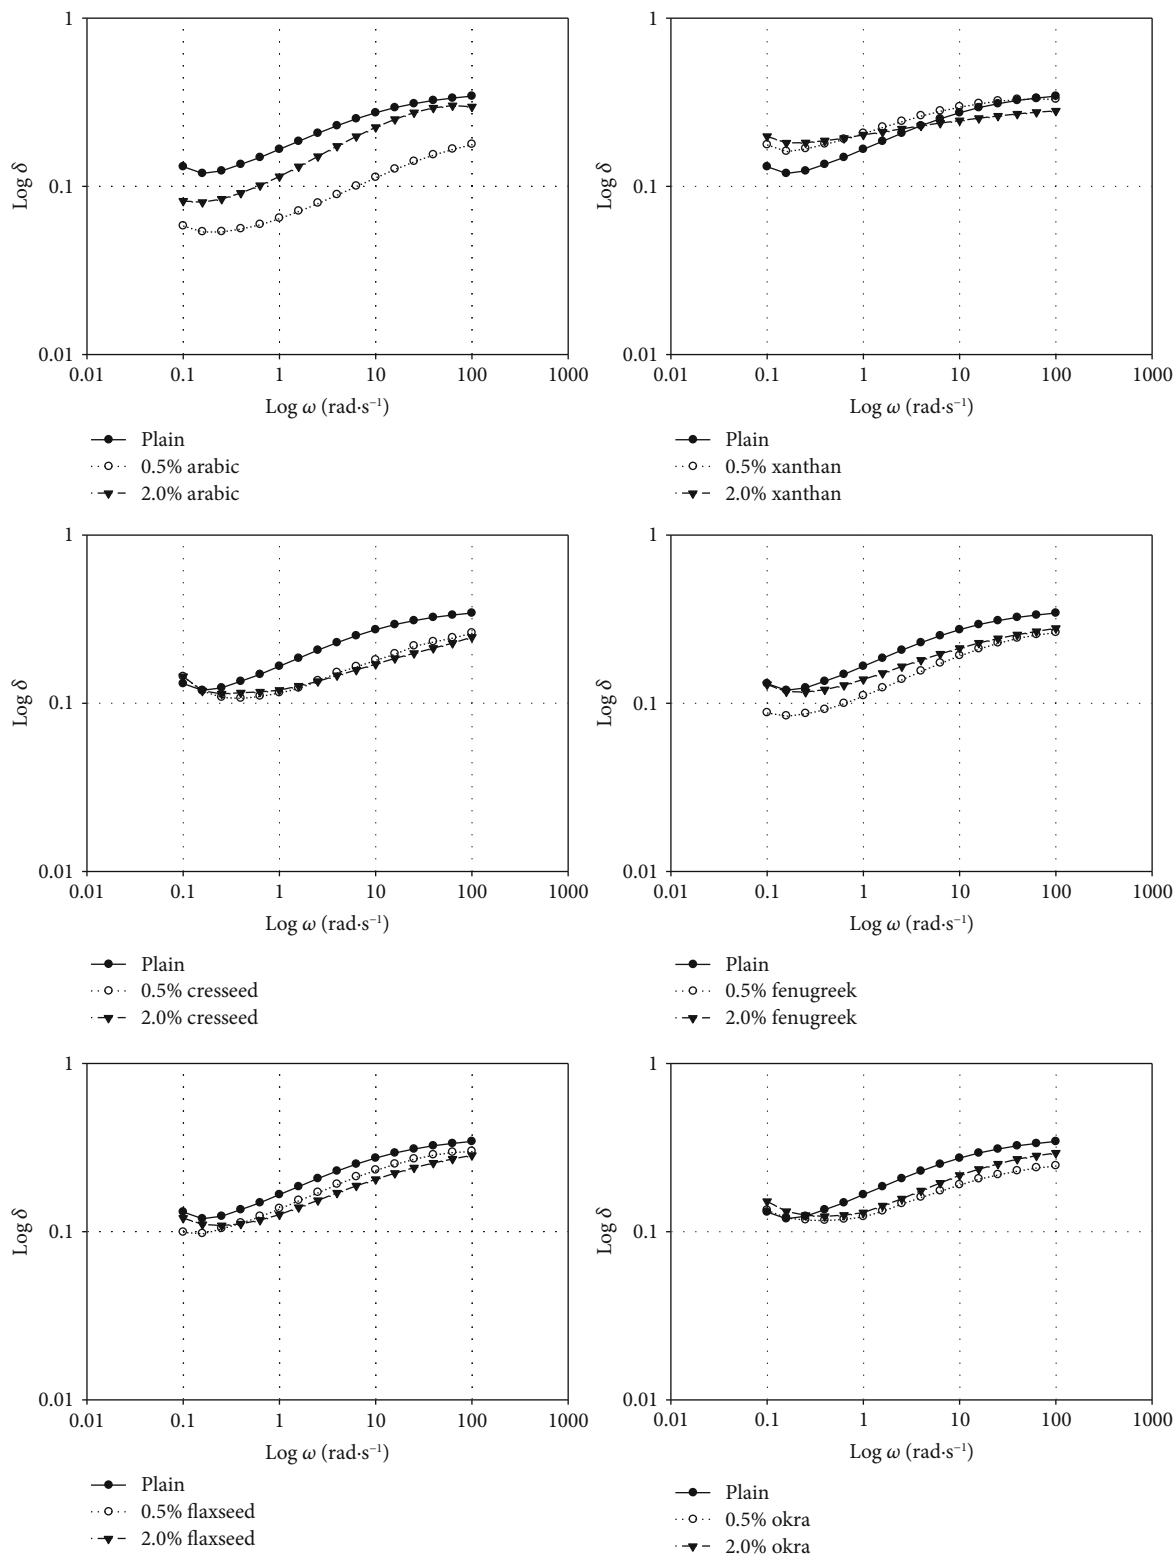 1
0.1
0.01
Log δ
0.01 0.1 1 10 100 1000
Log ω (rad·s⁻¹)
Plain
0.5% arabic
2.0% arabic
1
0.1
0.01
Log δ
0.01 0.1 1 10 100 1000
Log ω (rad·s⁻¹)
Plain
0.5% xanthan
2.0% xanthan
1
0.1
0.01
Log δ
0.01 0.1 1 10 100 1000
Log ω (rad·s⁻¹)
Plain
0.5% cresseed
2.0% cresseed
1
0.1
0.01
Log δ
0.01 0.1 1 10 100 1000
Log ω (rad·s⁻¹)
Plain
0.5% fenugreek
2.0% fenugreek
1
0.1
0.01
Log δ
0.01 0.1 1 10 100 1000
Log ω (rad·s⁻¹)
Plain
0.5% flaxseed
2.0% flaxseed
1
0.1
0.01
Log δ
0.01 0.1 1 10 100 1000
Log ω (rad·s⁻¹)
Plain
0.5% okra
2.0% okra